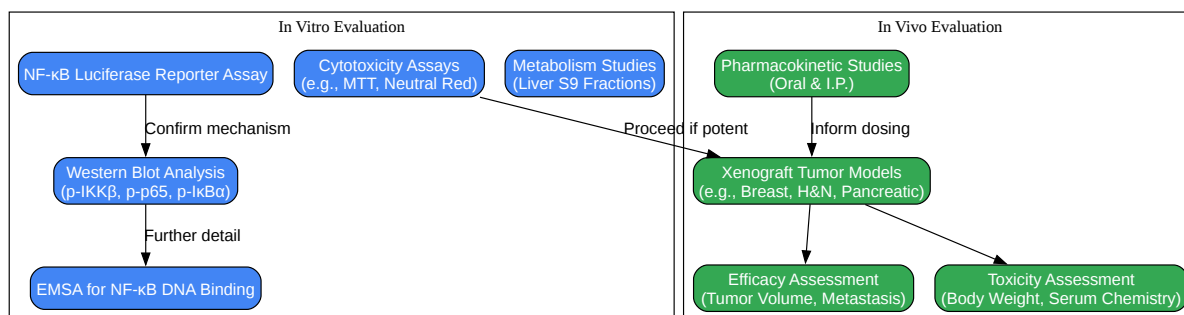 In Vitro Evaluation
NF-κB Luciferase Reporter Assay
Cytotoxicity Assays
(e.g., MTT, Neutral Red)
Metabolism Studies
(Liver S9 Fractions)
Confirm mechanism
Western Blot Analysis
(p-IKKβ, p-p65, p-IκBα)
Further detail
EMSA for NF-κB DNA Binding
In Vivo Evaluation
Pharmacokinetic Studies
(Oral & I.P.)
Proceed if potent
Inform dosing
Xenograft Tumor Models
(e.g., Breast, H&N, Pancreatic)
Efficacy Assessment
(Tumor Volume, Metastasis)
Toxicity Assessment
(Body Weight, Serum Chemistry)